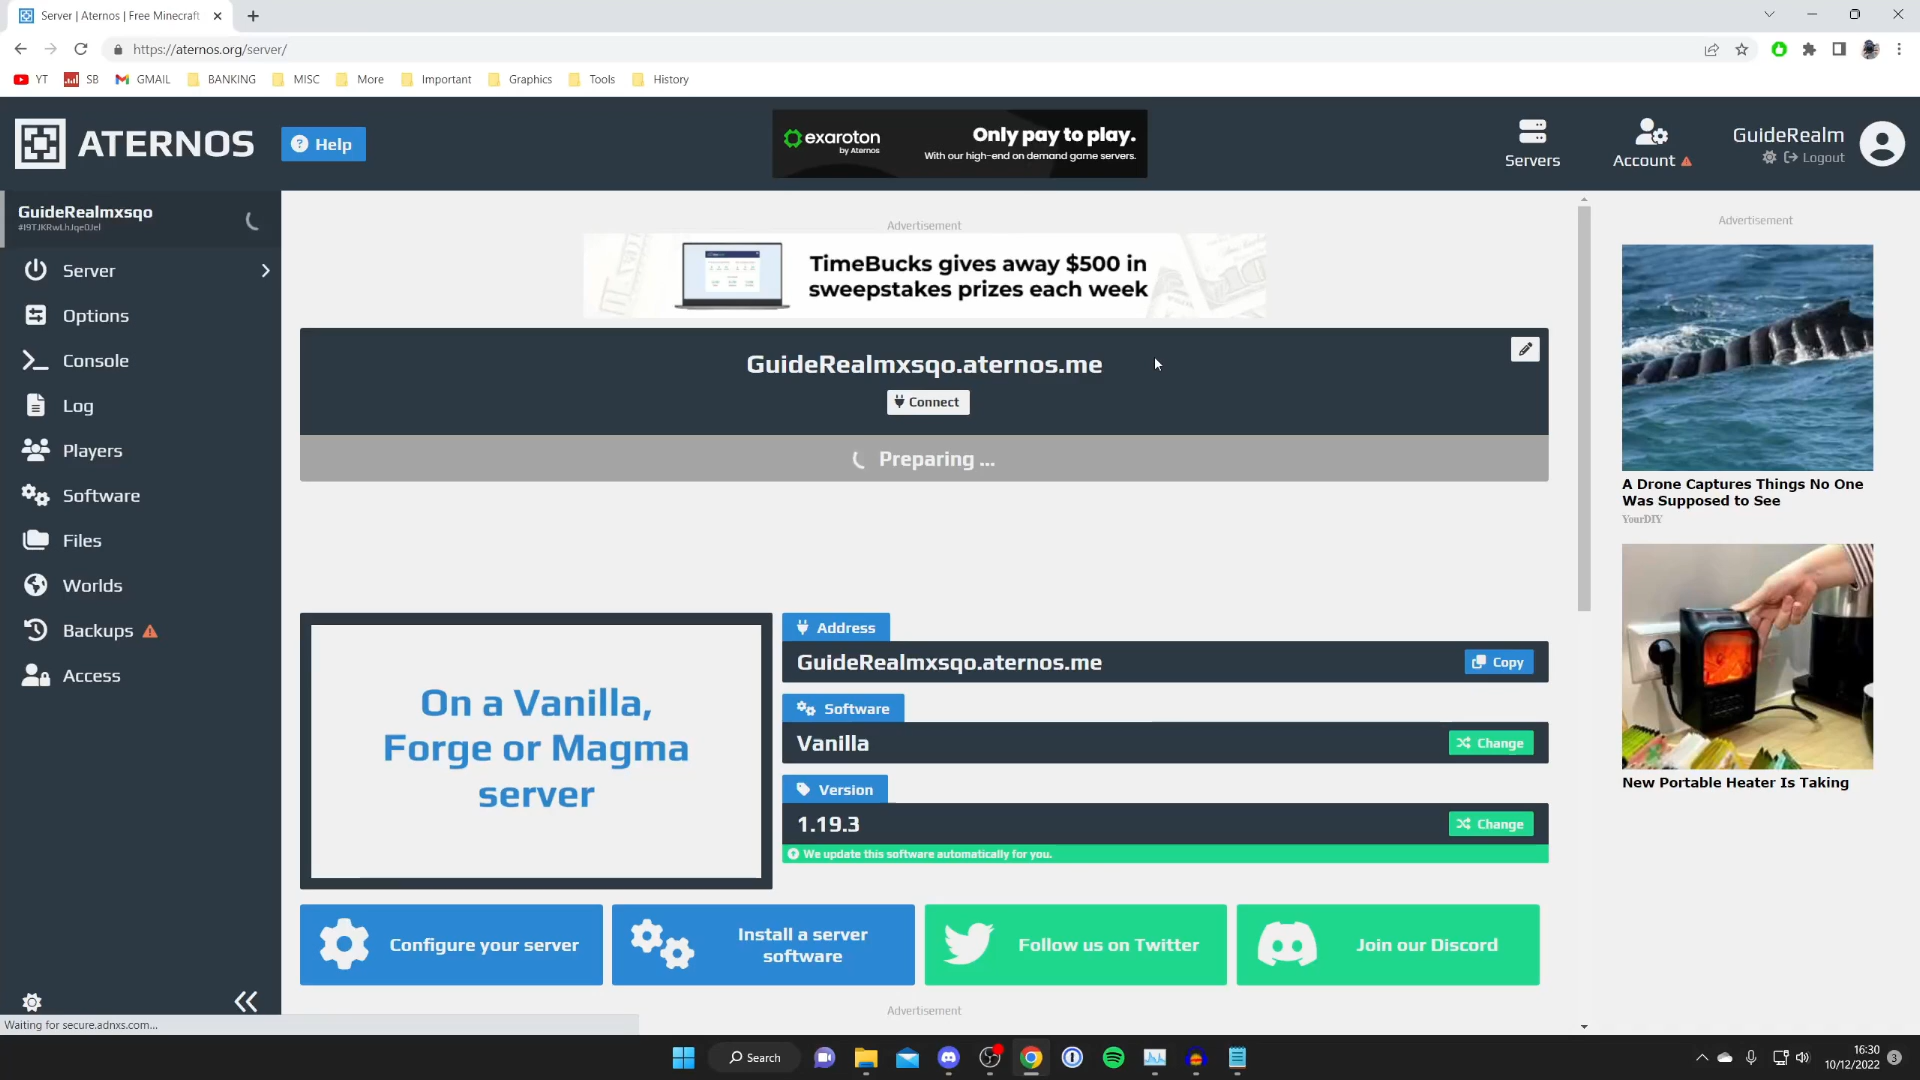 Server | Aternos | Free Minecraft
https://aternos.org/server/
YT
SB
GMAIL
BANKING
MISC
More
Important
Graphics
Tools
History
ATERNOS
Help
exaroton
by Aternos
Only pay to play.
With our high-end on demand game servers.
Servers
Account
GuideRealm
Logout
GuideRealmxsqo
Server
Options
Console
Log
Players
Software
Files
Worlds
Backups
Access
Advertisement
TimeBucks gives away $500 in
sweepstakes prizes each week
GuideRealmxsqo.aternos.me
Connect
Preparing ...
On a Vanilla,
Forge or Magma
server
Address
GuideRealmxsqo.aternos.me
Copy
Software
Vanilla
Change
Version
1.19.3
Change
We update this software automatically for you.
Configure your server
Install a server
software
Follow us on Twitter
Join our Discord
Advertisement
Advertisement
A Drone Captures Things No One
Was Supposed to See
YourDIY
New Portable Heater Is Taking
Waiting for secure.adnxs.com...
Search
16:30
10/12/2022
3